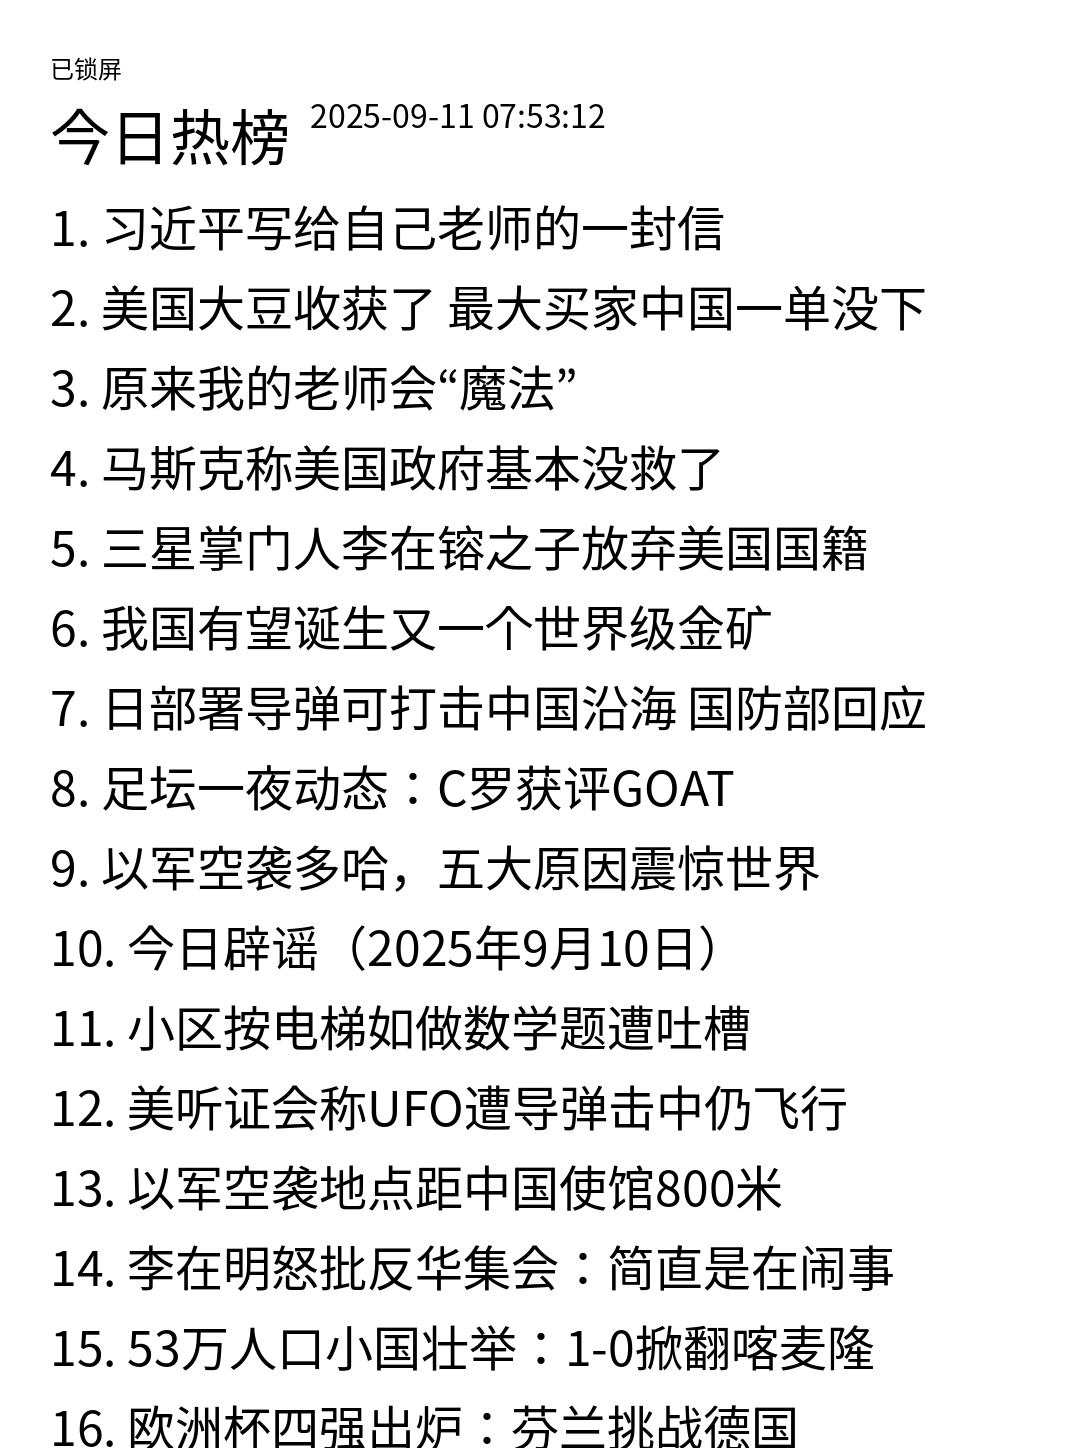 已锁屏
今日热榜 2025-09-11 07:53:12
1. 习近平写给自己老师的一封信
2. 美国大豆收获了 最大买家中国一单没下
3. 原来我的老师会“魔法”
4. 马斯克称美国政府基本没救了
5. 三星掌门人李在镕之子放弃美国国籍
6. 我国有望诞生又一个世界级金矿
7. 日部署导弹可打击中国沿海 国防部回应
8. 足坛一夜动态：C罗获评GOAT
9. 以军空袭多哈，五大原因震惊世界
10. 今日辟谣（2025年9月10日）
11. 小区按电梯如做数学题遭吐槽
12. 美听证会称UFO遭导弹击中仍飞行
13. 以军空袭地点距中国使馆800米
14. 李在明怒批反华集会：简直是在闹事
15. 53万人口小国壮举：1-0掀翻喀麦隆
16. 欧洲杯四强出炉：芬兰挑战德国